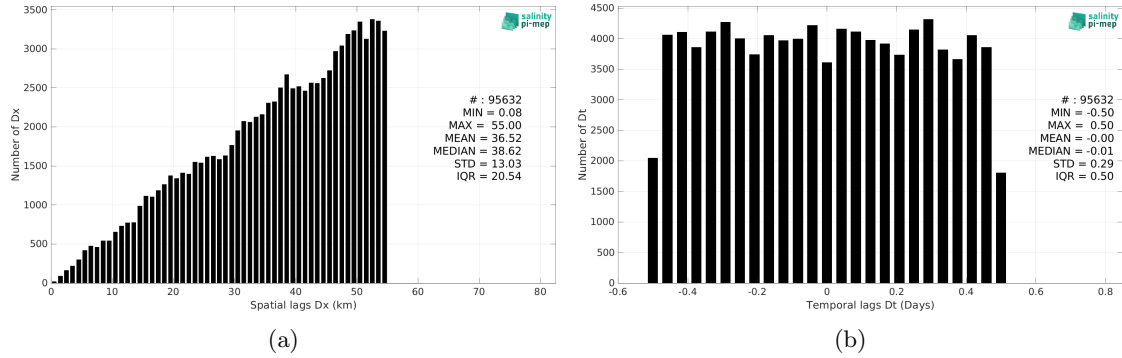 3500
3000
2500
2000
1500
1000
500
0
Number of Dx
0 10 20 30 40 50 60 70 80
Spatial lags Dx (km)
salinity
pi-mep
# : 95632
MIN = 0.08
MAX = 55.00
MEAN = 36.52
MEDIAN = 38.62
STD = 13.03
IQR = 20.54
(a)
4500
4000
3500
3000
2500
2000
1500
1000
500
0
Number of Dt
-0.6 -0.4 -0.2 0 0.2 0.4 0.6 0.8
Temporal lags Dt (Days)
salinity
pi-mep
# : 95632
MIN = -0.50
MAX = 0.50
MEAN = -0.00
MEDIAN = -0.01
STD = 0.29
IQR = 0.50
(b)